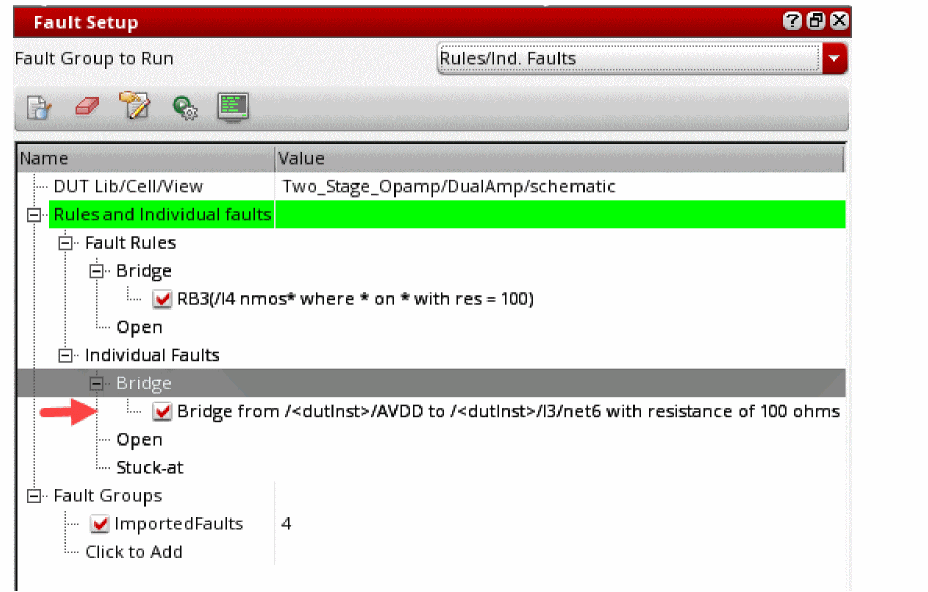 Fault Setup
Fault Group to Run Rules/Ind. Faults
Name Value
DUT Lib/Cell/View Two_Stage_Opamp/DualAmp/schematic
Rules and Individual faults
Fault Rules
Bridge
RB3(/I4 nmos* where * on * with res = 100)
Open
Individual Faults
Bridge
Bridge from /<dutInst>/AVDD to /<dutInst>/I3/net6 with resistance of 100 ohms
Open
Stuck-at
Fault Groups
ImportedFaults 4
Click to Add